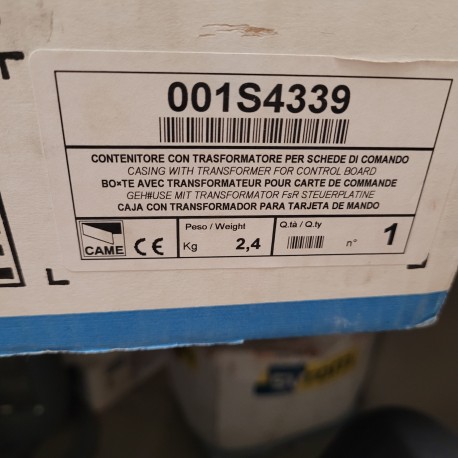 001S4339
CONTENITORE CON TRASFORMATORE PER SCHEDE DI COMANDO
CASING WITH TRANSFORMER FOR CONTROL BOARD
BO×TE AVEC TRANSFORMATEUR POUR CARTE DE COMMANDE
GEH#USE MIT TRANSFORMATOR FsR STEUERPLATINE
CAJA CON TRANSFORMADOR PARA TARJETA DE MANDO
CAME CE
Peso / Weight
Kg 2,4
Q.tà / Q.ty
n° 1